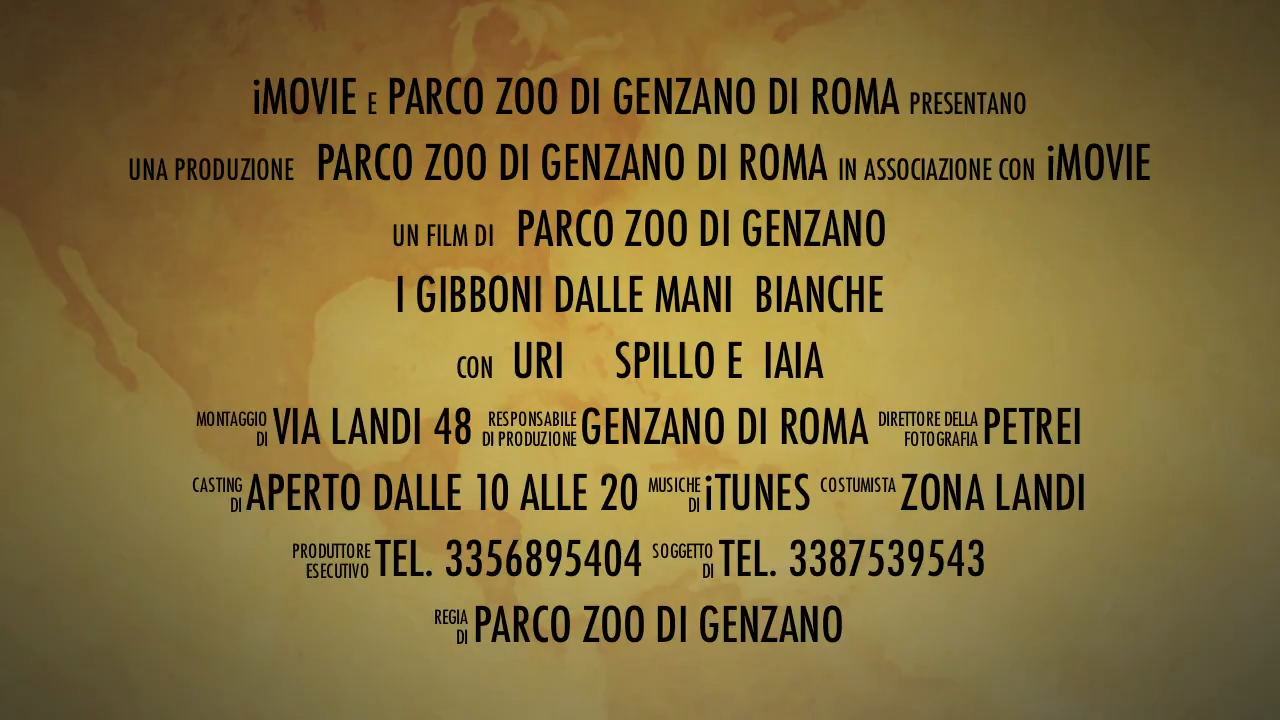 iMOVIE E PARCO ZOO DI GENZANO DI ROMA PRESENTANO
UNA PRODUZIONE PARCO ZOO DI GENZANO DI ROMA IN ASSOCIAZIONE CON iMOVIE
UN FILM DI PARCO ZOO DI GENZANO
I GIBBONI DALLE MANI BIANCHE
CON URI SPILLO E IAIA
MONTAGGIO DI VIA LANDI 48 RESPONSABILE DI PRODUZIONE GENZANO DI ROMA DIRETTORE DELLA FOTOGRAFIA PETREI
CASTING DI APERTO DALLE 10 ALLE 20 MUSICHE DI iTUNES COSTUMISTA ZONA LANDI
PRODUTTORE ESECUTIVO TEL. 3356895404 SOGGETTO DI TEL. 3387539543
REGIA DI PARCO ZOO DI GENZANO